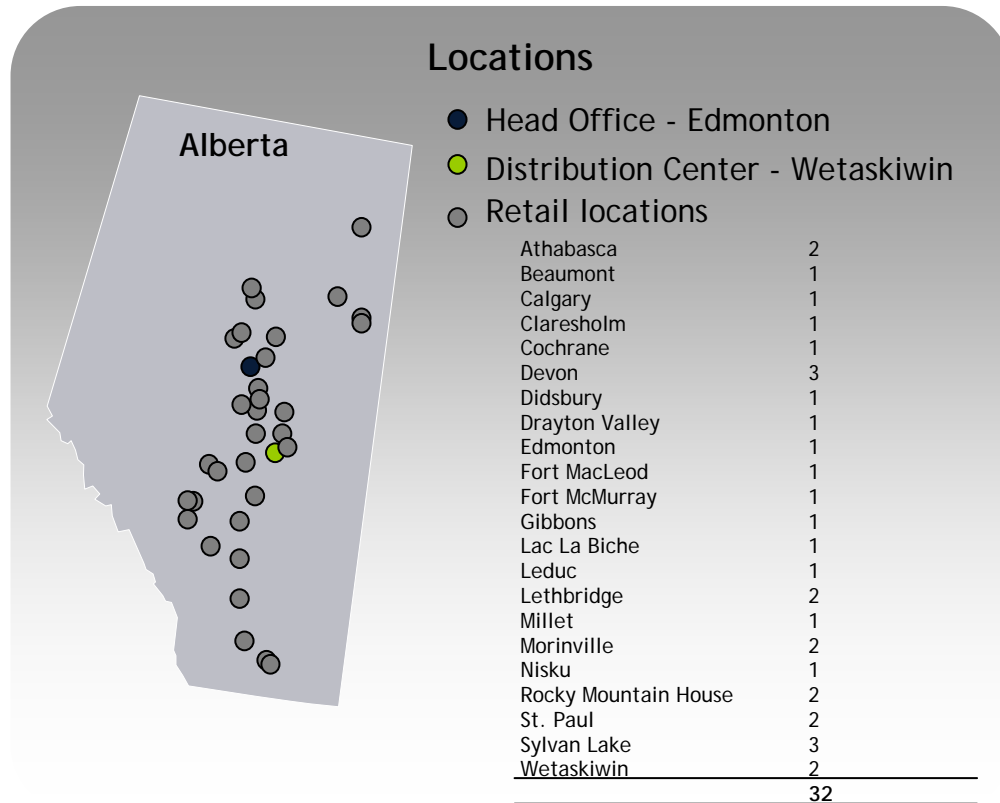 Locations
Alberta
Head Office - Edmonton
Distribution Center - Wetaskiwin
Retail locations
Athabasca 2
Beaumont 1
Calgary 1
Claresholm 1
Cochrane 1
Devon 3
Didsbury 1
Drayton Valley 1
Edmonton 1
Fort MacLeod 1
Fort McMurray 1
Gibbons 1
Lac La Biche 1
Leduc 1
Lethbridge 2
Millet 1
Morinville 2
Nisku 1
Rocky Mountain House 2
St. Paul 2
Sylvan Lake 3
Wetaskiwin 2
32